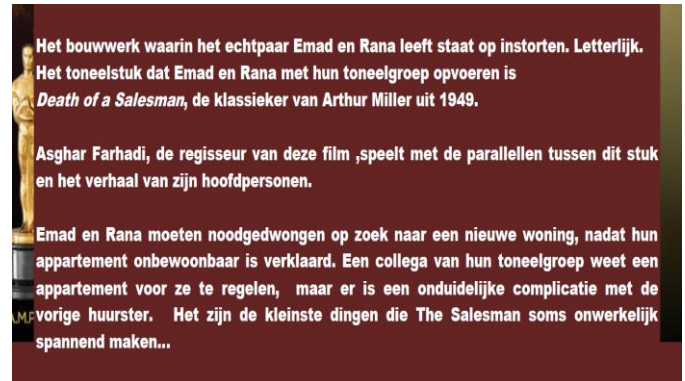 Het bouwwerk waarin het echtpaar Emad en Rana leeft staat op instorten. Letterlijk.
Het toneelstuk dat Emad en Rana met hun toneelgroep opvoeren is
Death of a Salesman, de klassieker van Arthur Miller uit 1949.
Asghar Farhadi, de regisseur van deze film ,speelt met de parallellen tussen dit stuk
en het verhaal van zijn hoofdpersonen.
Emad en Rana moeten noodgedwongen op zoek naar een nieuwe woning, nadat hun
appartement onbewoonbaar is verklaard. Een collega van hun toneelgroep weet een
appartement voor ze te regelen, maar er is een onduidelijke complicatie met de
vorige huurster. Het zijn de kleinste dingen die The Salesman soms onwerkelijk
spannend maken...